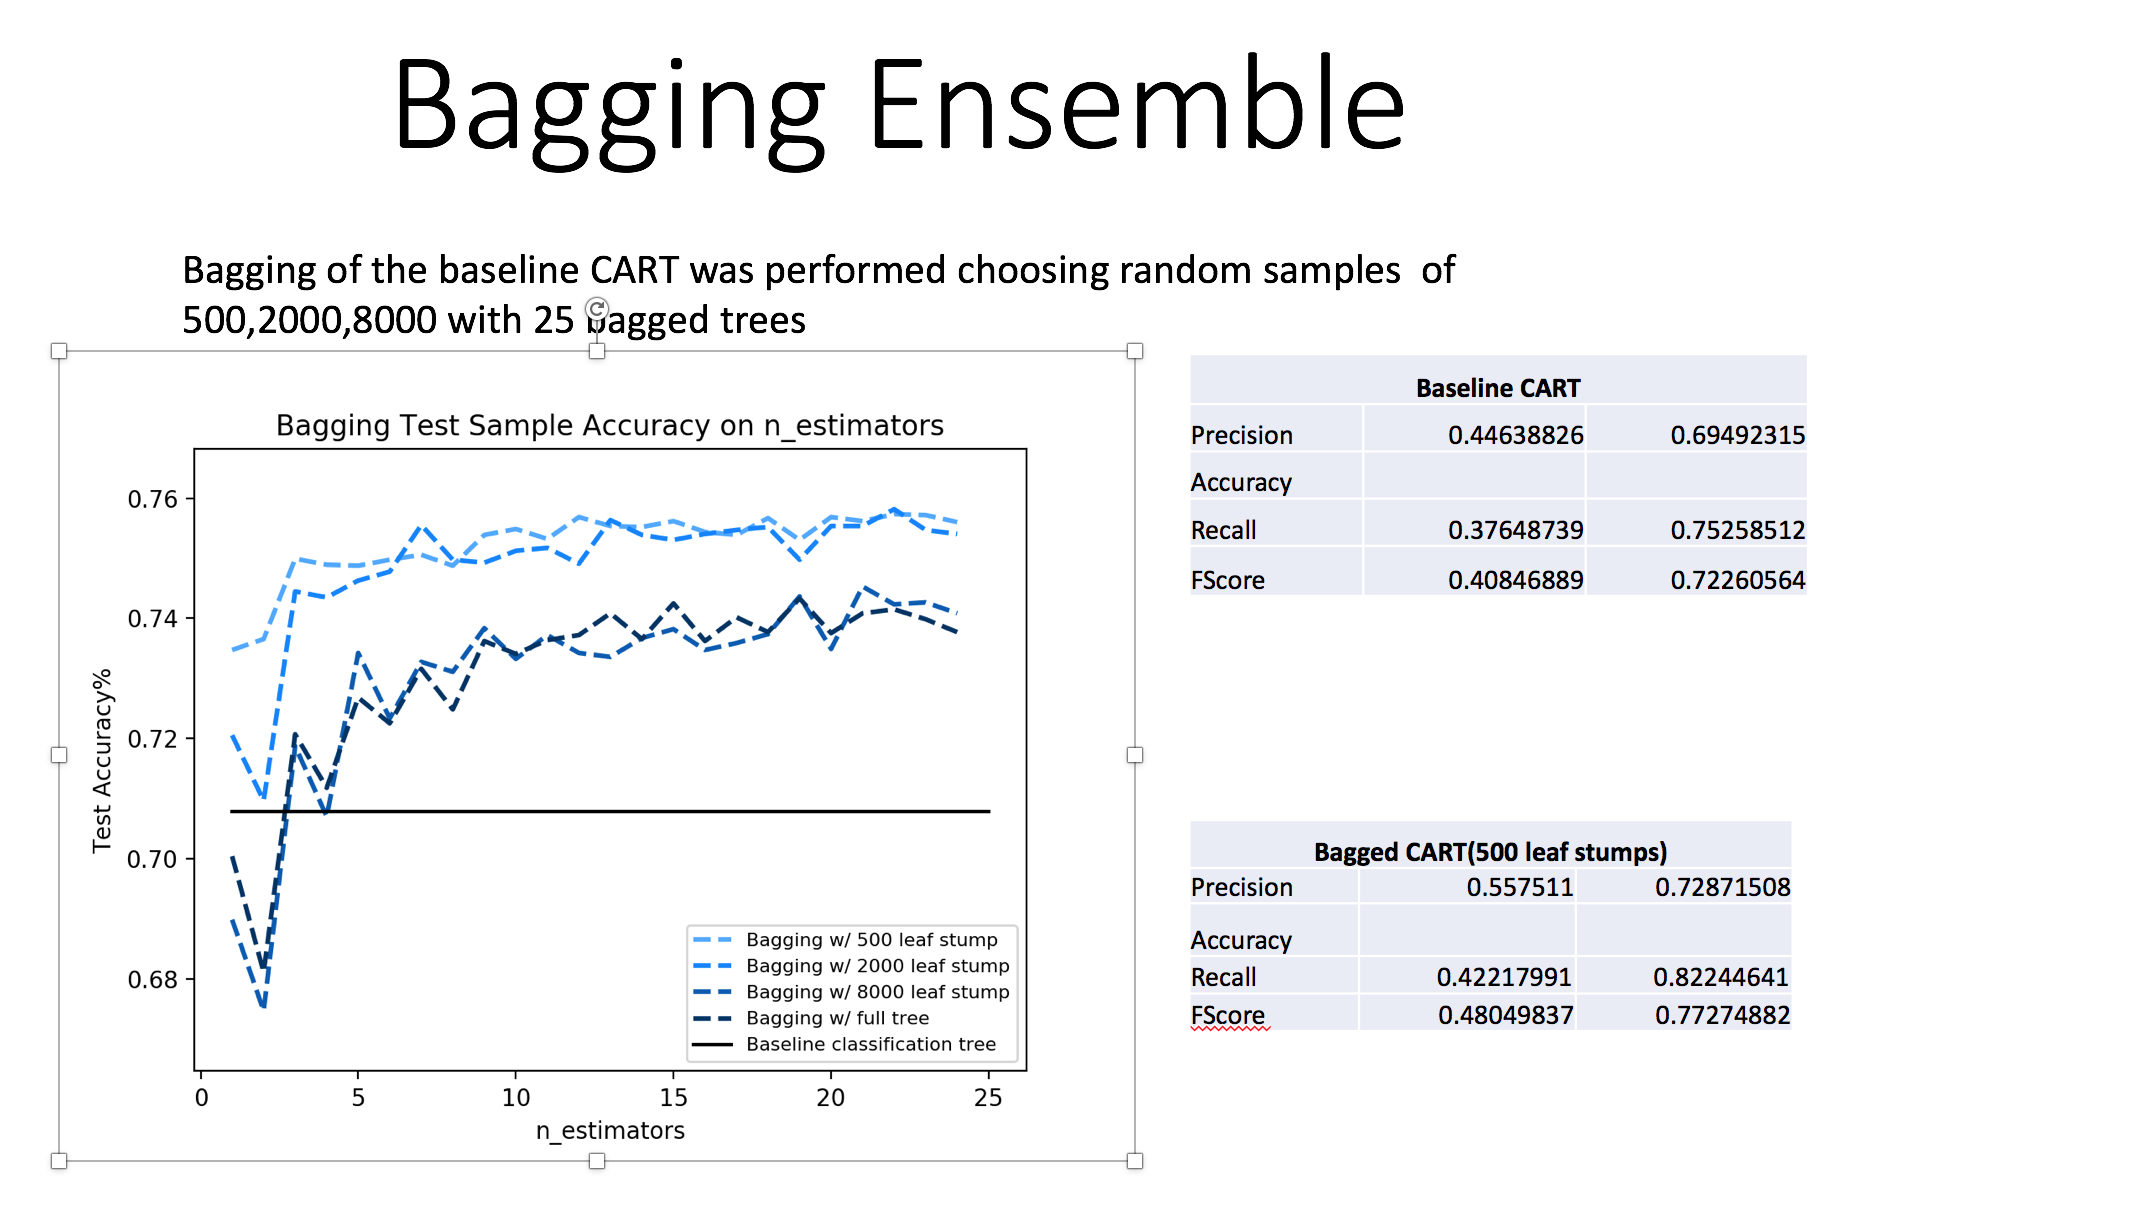 Bagging Ensemble
Bagging of the baseline CART was performed choosing random samples  of
500,2000,8000 with 25 bagged trees
Bagging Test Sample Accuracy on n_estimators
Test Accuracy%
0.76
0.74
0.72
0.70
0.68
0 5 10 15 20 25
n_estimators
Bagging w/ 500 leaf stump
Bagging w/ 2000 leaf stump
Bagging w/ 8000 leaf stump
Bagging w/ full tree
Baseline classification tree
Baseline CART
Precision 0.44638826 0.69492315
Accuracy
Recall 0.37648739 0.75258512
FScore 0.40846889 0.72260564
Bagged CART(500 leaf stumps)
Precision 0.557511 0.72871508
Accuracy
Recall 0.42217991 0.82244641
FScore 0.48049837 0.77274882